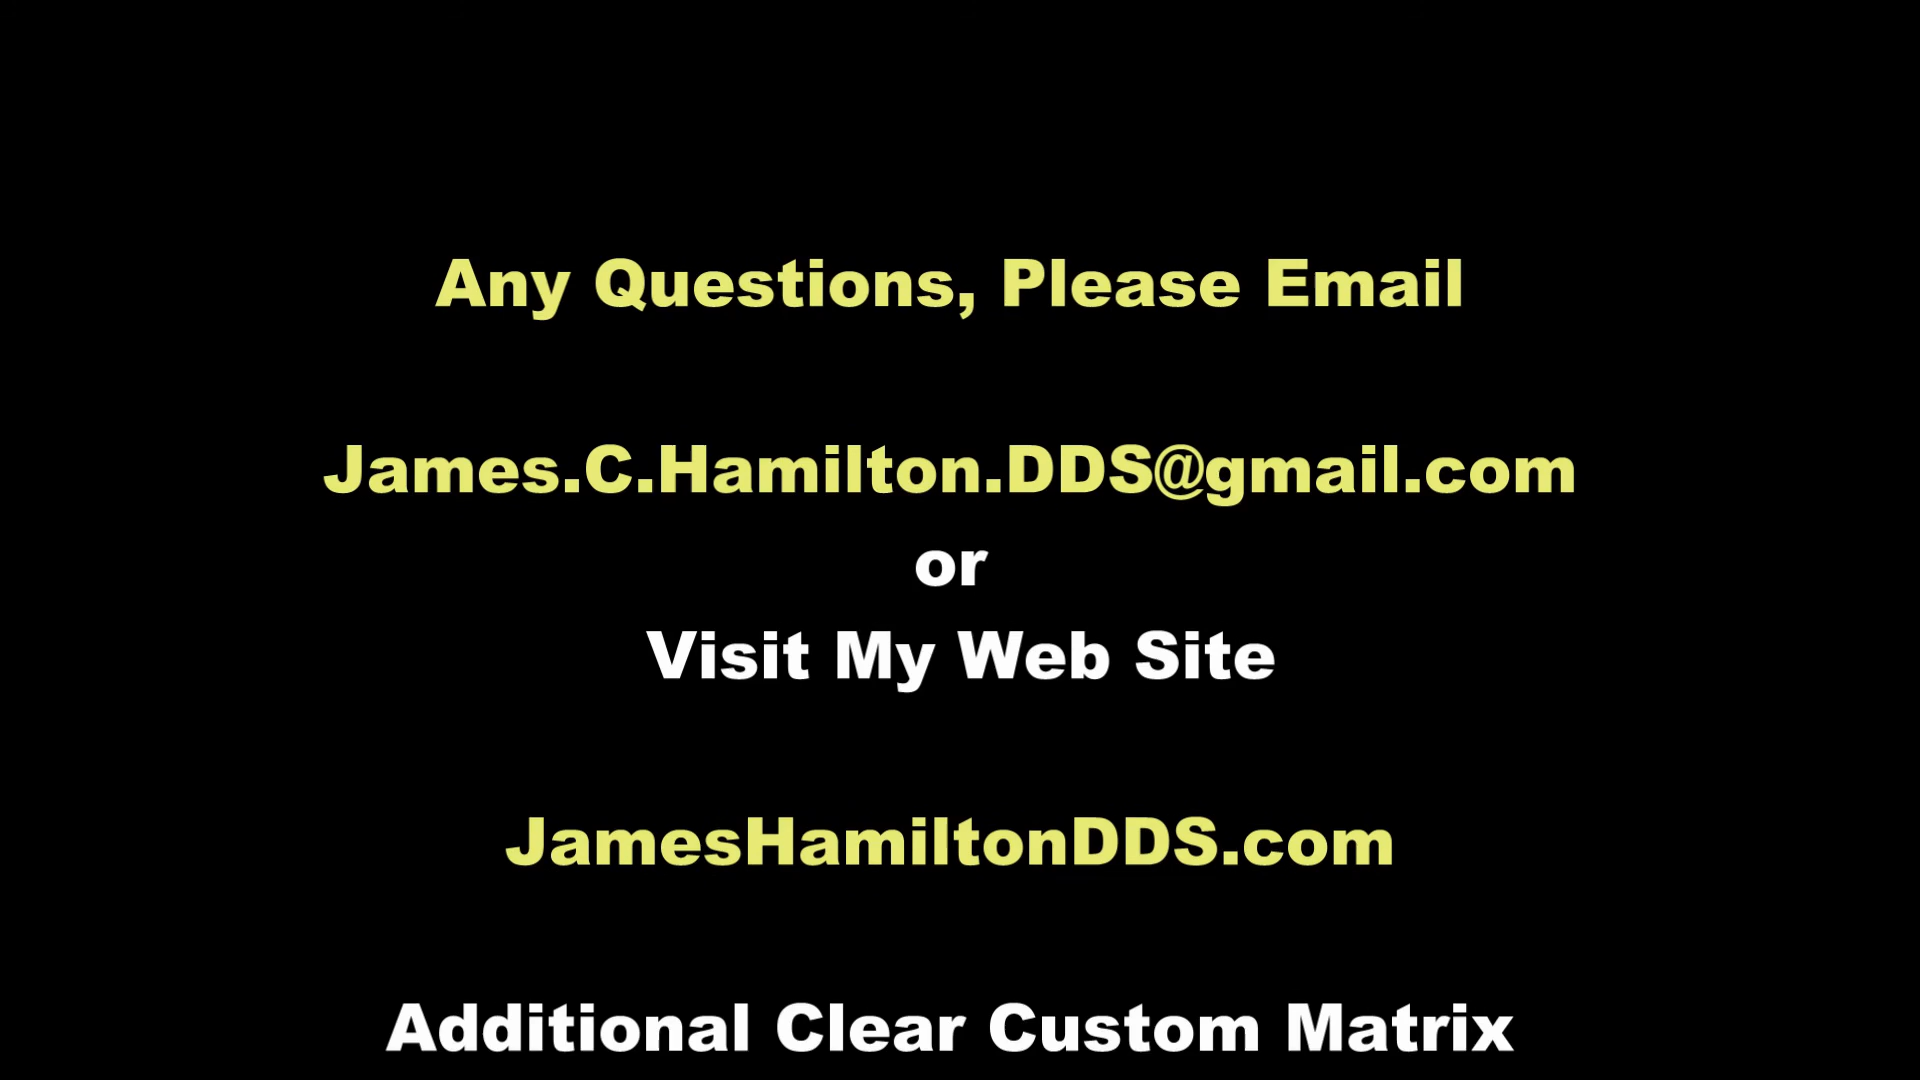 Any Questions, Please Email
James.C.Hamilton.DDS@gmail.com
or
Visit My Web Site
JamesHamiltonDDS.com
Additional Clear Custom Matrix